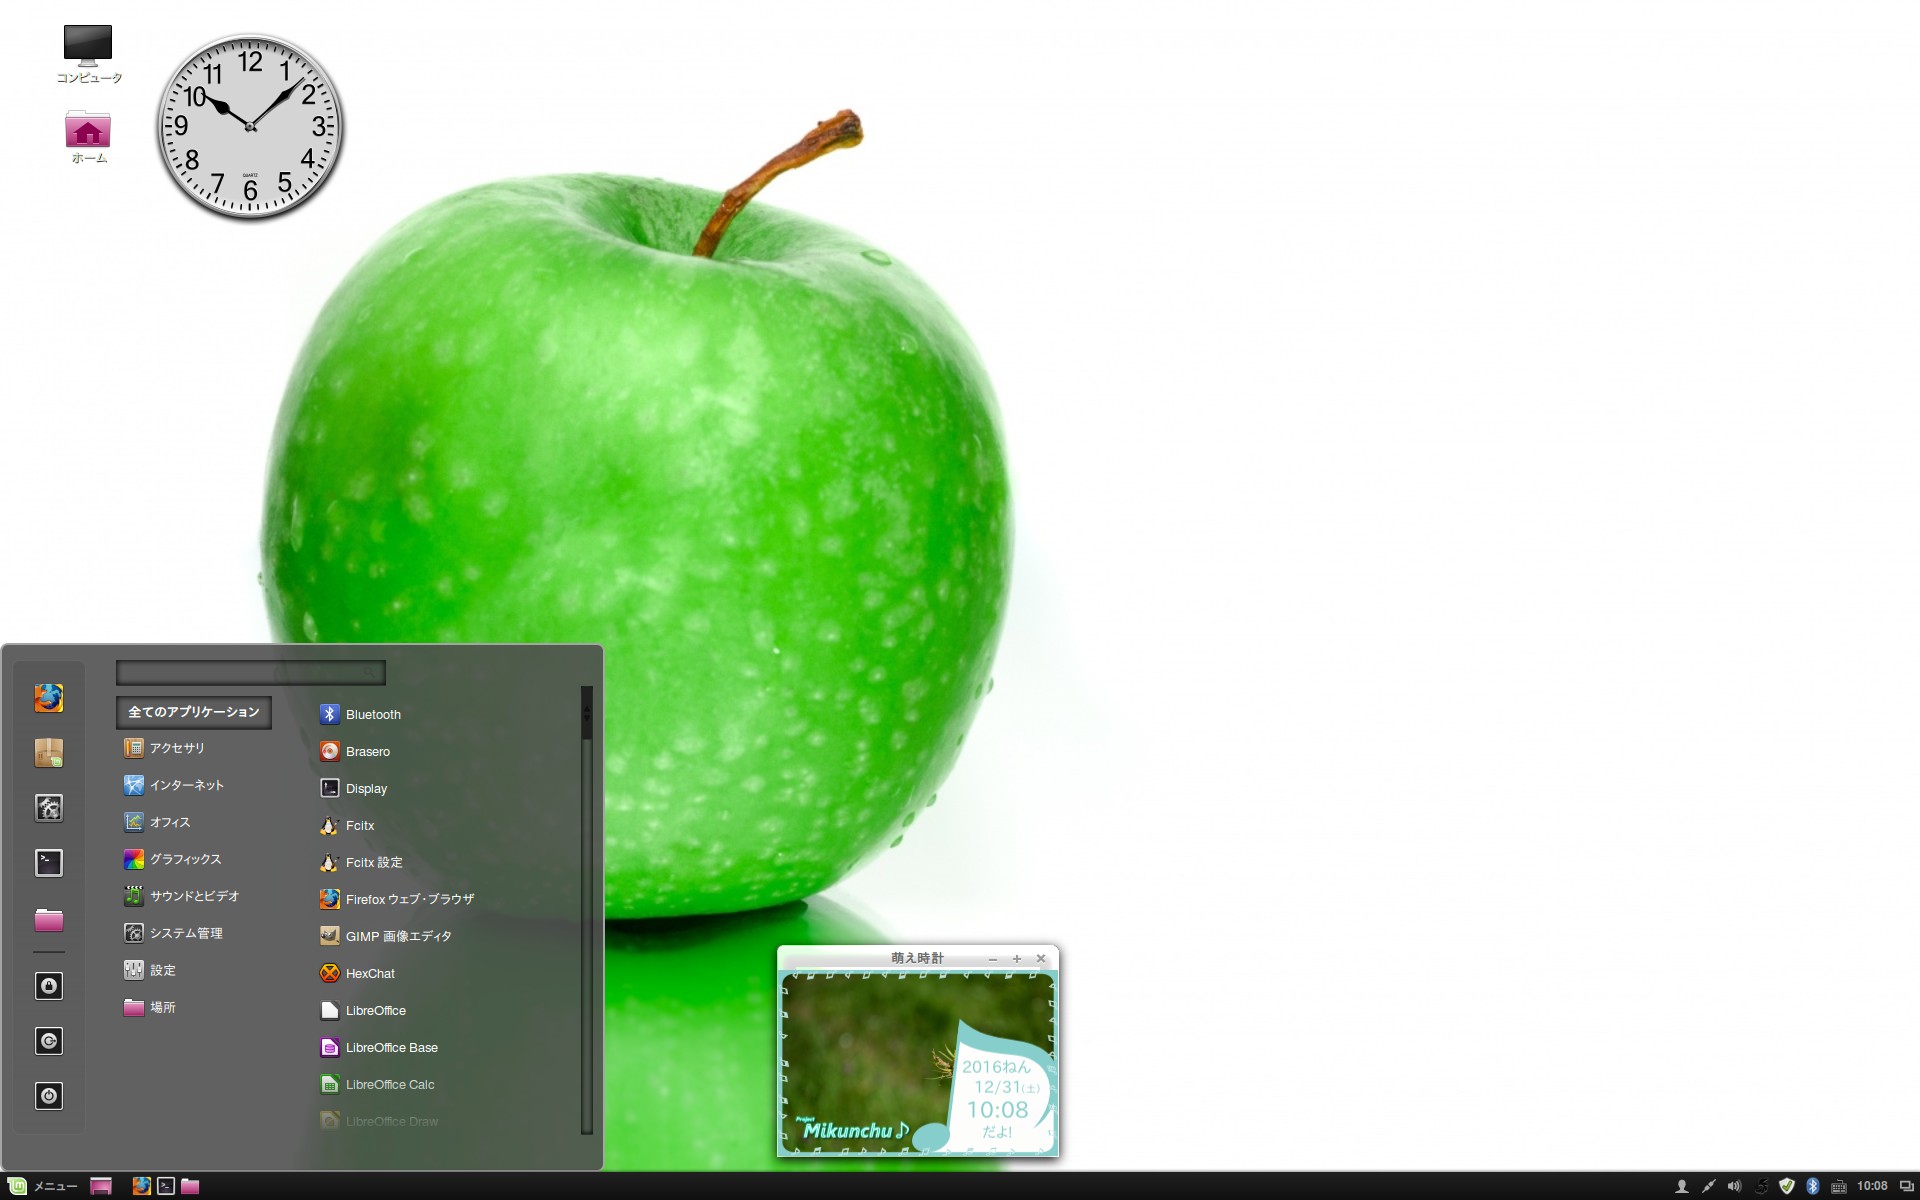 コンピュータ
ホーム
12
1
2
3
4
5
6
7
8
9
10
11
QUARTZ
全てのアプリケーション
アクセサリ
インターネット
オフィス
グラフィックス
サウンドとビデオ
システム管理
設定
場所
Bluetooth
Brasero
Display
Fcitx
Fcitx 設定
Firefox ウェブ・ブラウザ
GIMP 画像エディタ
HexChat
LibreOffice
LibreOffice Base
LibreOffice Calc
LibreOffice Draw
萌え時計
2016ねん
12/31(土)
10:08
だよ!
Project
Mikunchu♪
メニュー
10:08